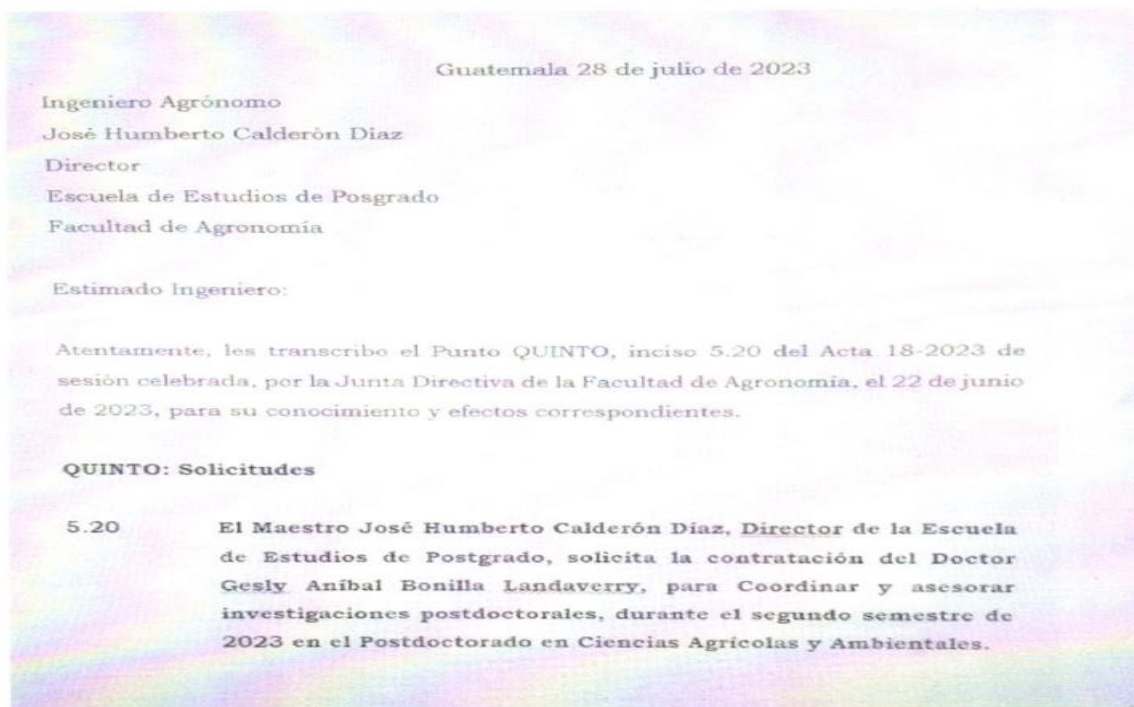 Guatemala 28 de julio de 2023
Ingeniero Agrónomo
José Humberto Calderón Díaz
Director
Escuela de Estudios de Posgrado
Facultad de Agronomía
Estimado Ingeniero:
Atentamente, les transcribo el Punto QUINTO, inciso 5.20 del Acta 18-2023 de
sesión celebrada, por la Junta Directiva de la Facultad de Agronomía, el 22 de junio
de 2023, para su conocimiento y efectos correspondientes.
QUINTO: Solicitudes
5.20 El Maestro José Humberto Calderón Díaz, Director de la Escuela
de Estudios de Postgrado, solicita la contratación del Doctor
Gesly Aníbal Bonilla Landaverry, para Coordinar y asesorar
investigaciones postdoctorales, durante el segundo semestre de
2023 en el Postdoctorado en Ciencias Agrícolas y Ambientales.